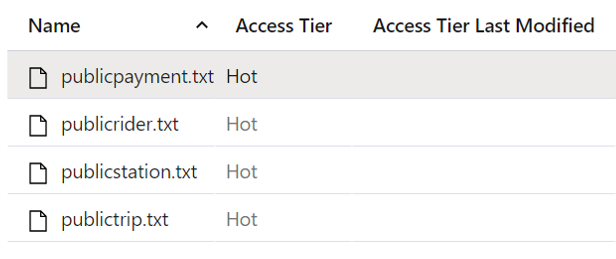 Name Access Tier Access Tier Last Modified
publicpayment.txt Hot
publicrider.txt Hot
publicstation.txt Hot
publictrip.txt Hot